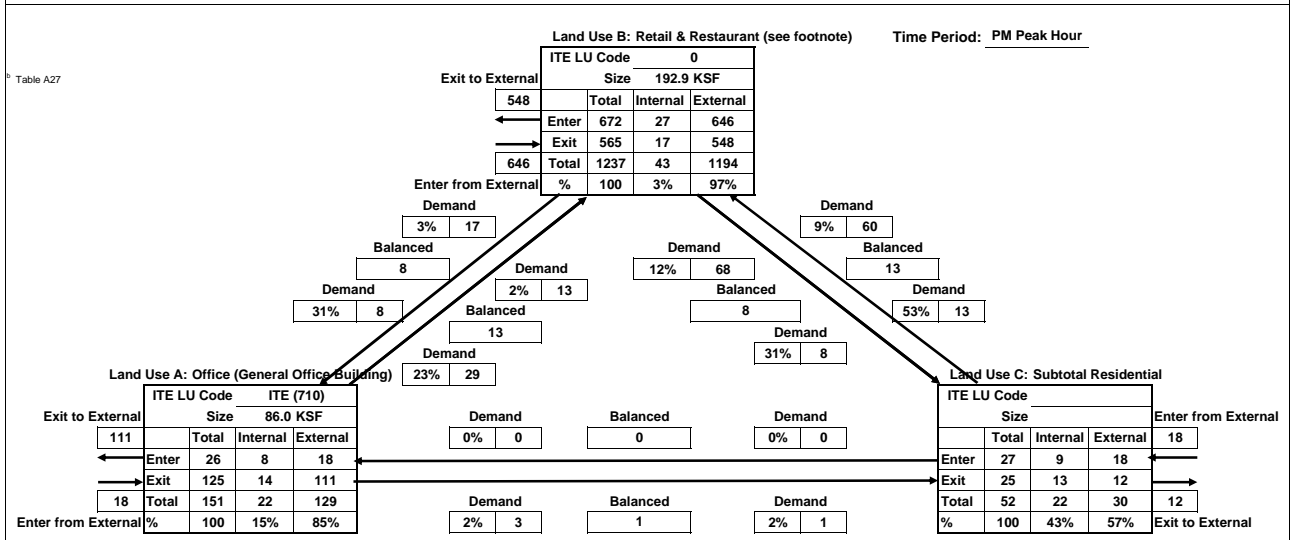 Land Use B: Retail & Restaurant (see footnote) Time Period: PM Peak Hour
ITE LU Code 0
b Table A27
Exit to External Size 192.9 KSF
548 Total Internal External
Enter 672 27 646
Exit 565 17 548
646 Total 1237 43 1194
Enter from External % 100 3% 97%
Demand Demand
3% 17 9% 60
Balanced Demand Balanced
8 12% 68 13
Demand
2% 13
Demand Balanced Demand
31% 8 8 53% 13
Balanced
13
Demand
31% 8
Demand
23% 29
Land Use A: Office (General Office Building) Land Use C: Subtotal Residential
ITE LU Code ITE (710) ITE LU Code
Exit to External Size 86.0 KSF Demand Balanced Demand Size Enter from External
111 Total Internal External 0% 0 0 0% 0 Total Internal External 18
Enter 26 8 18 Enter 27 9 18
Exit 125 14 111 Exit 25 13 12
18 Total 151 22 129 Demand Balanced Demand Total 52 22 30 12
Enter from External % 100 15% 85% 2% 3 1 2% 1 % 100 43% 57% Exit to External